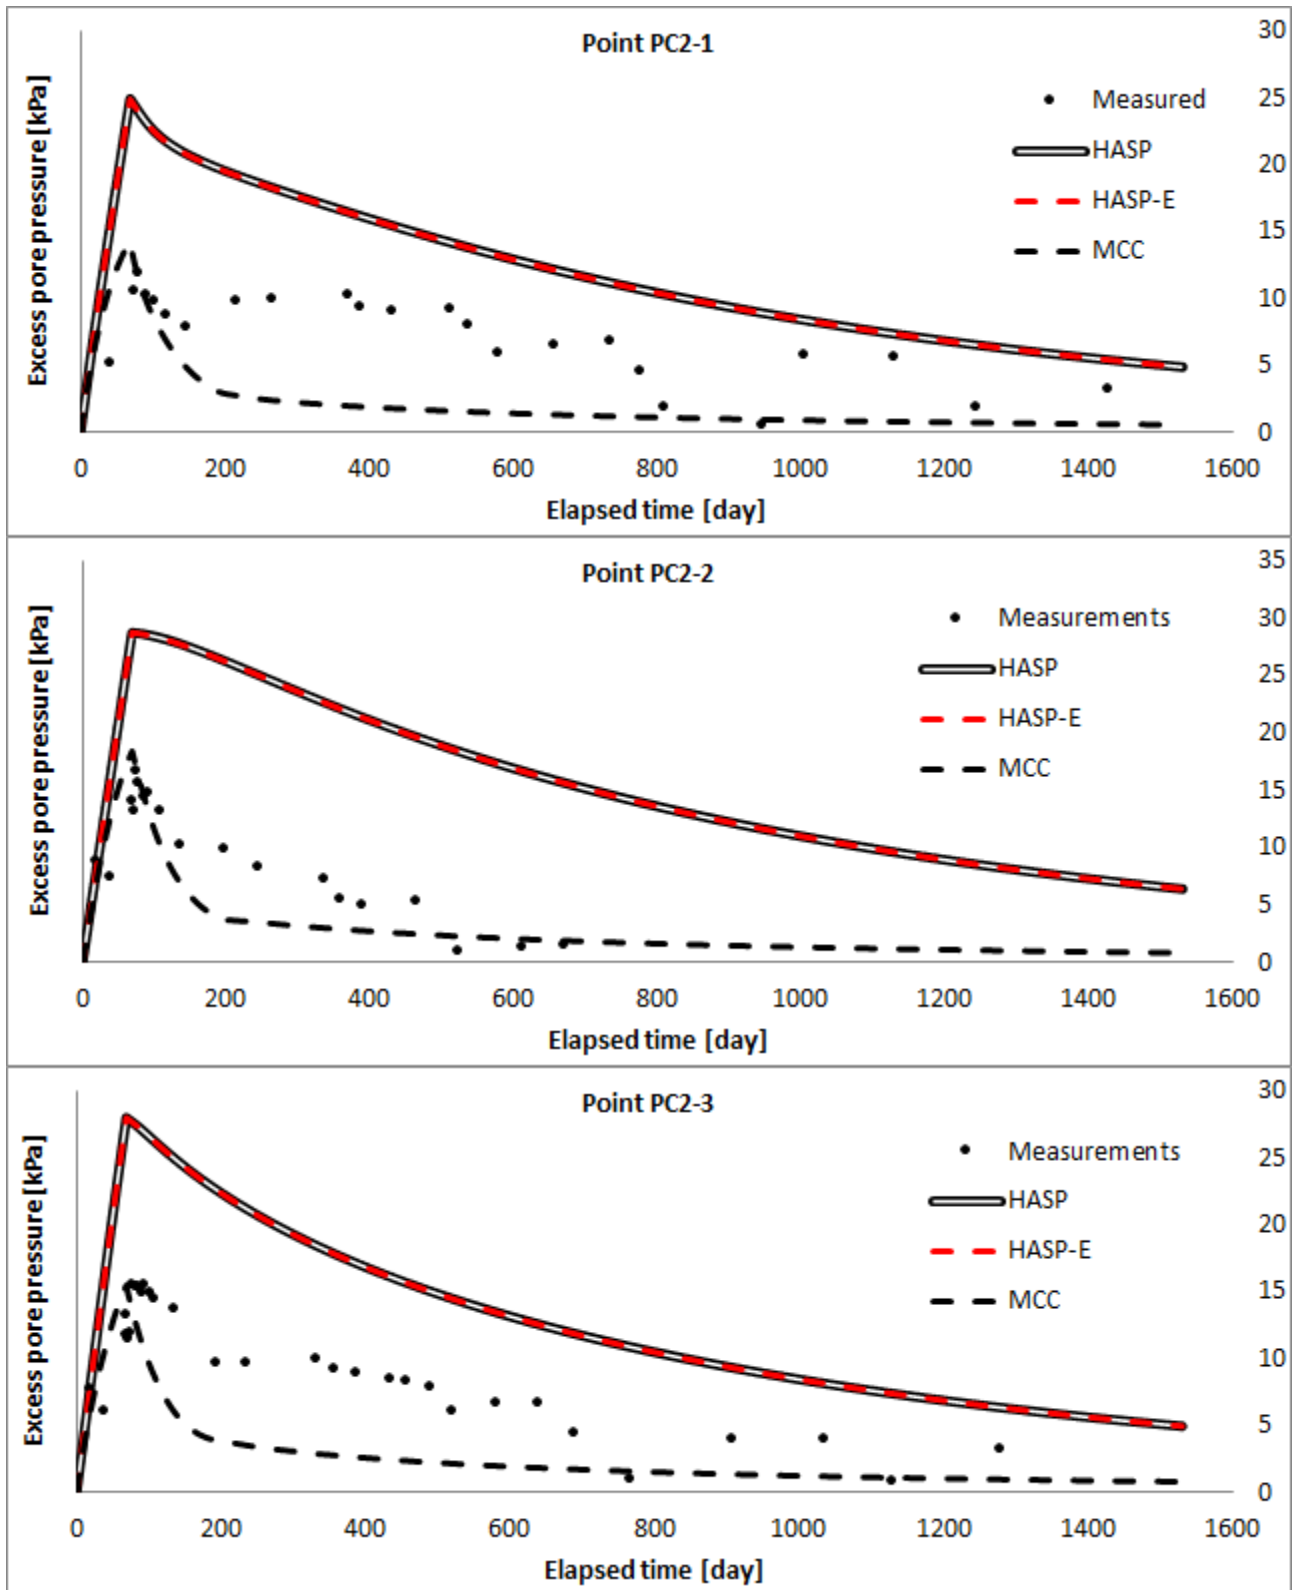 Point PC2-1
Excess pore pressure [kPa]
30
25
20
15
10
5
0
Measured
HASP
HASP-E
MCC
0 200 400 600 800 1000 1200 1400 1600
Elapsed time [day]
Point PC2-2
Excess pore pressure [kPa]
35
30
25
20
15
10
5
0
Measurements
HASP
HASP-E
MCC
0 200 400 600 800 1000 1200 1400 1600
Elapsed time [day]
Point PC2-3
Excess pore pressure [kPa]
30
25
20
15
10
5
0
Measurements
HASP
HASP-E
MCC
0 200 400 600 800 1000 1200 1400 1600
Elapsed time [day]